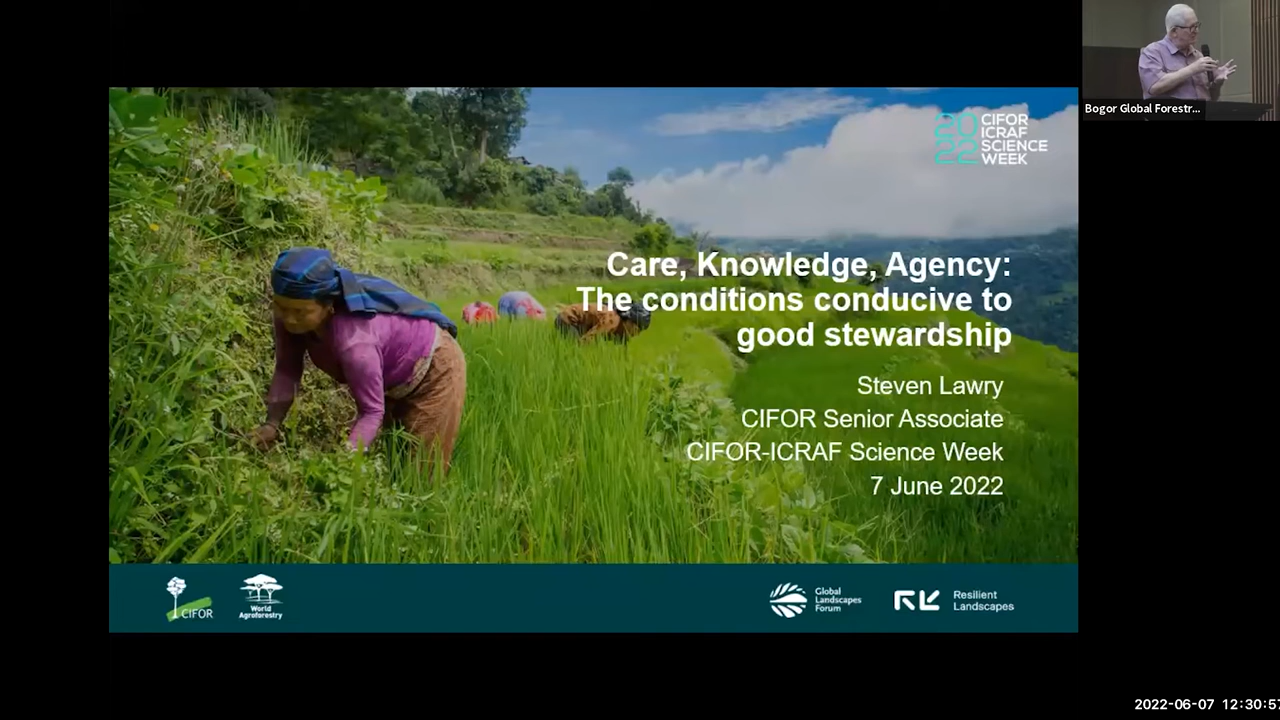 Bogor Global Forestr...
2022
CIFOR
ICRAF
SCIENCE
WEEK
Care, Knowledge, Agency:
The conditions conducive to
good stewardship
Steven Lawry
CIFOR Senior Associate
CIFOR-ICRAF Science Week
7 June 2022
CIFOR
World
Agroforestry
Global
Landscapes
Forum
Resilient
Landscapes
2022-06-07 12:30:57